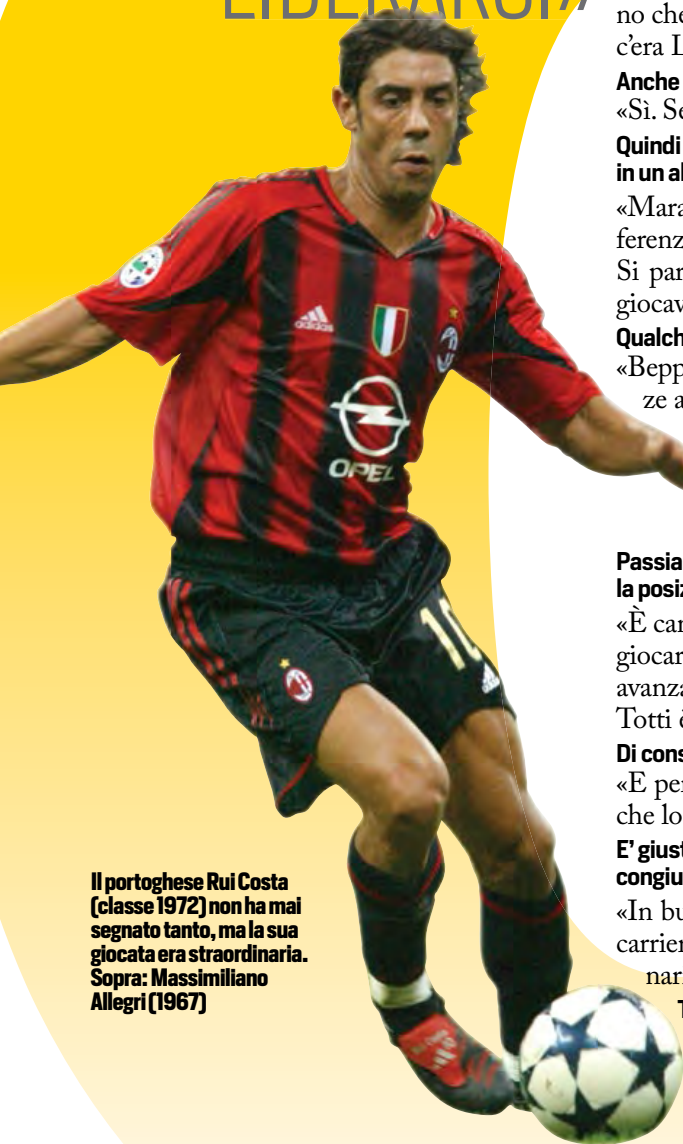 no che
c'era L
Anche
«Sì. Se
Quindi
in un al
«Mara
ferenz
Si par
giocav
Qualch
«Bepp
ze a
Passia
la posiz
«È car
giocar
avanza
Totti è
Di cons
«E per
che lo
E' giust
congiu
«In bu
carrier
nar
adidas
OPEL
10
Il portoghese Rui Costa
(classe 1972) non ha mai
segnato tanto, ma la sua
giocata era straordinaria.
Sopra: Massimiliano
Allegri (1967)